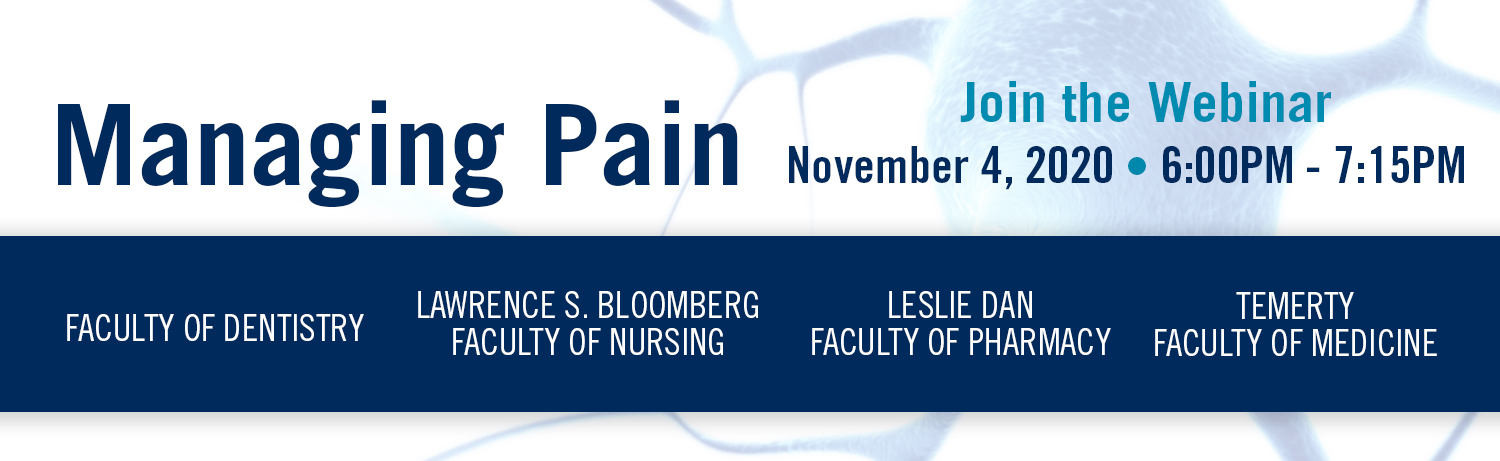 Managing Pain
Join the Webinar
November 4, 2020 • 6:00PM - 7:15PM
FACULTY OF DENTISTRY
LAWRENCE S. BLOOMBERG
FACULTY OF NURSING
LESLIE DAN
FACULTY OF PHARMACY
TEMERTY
FACULTY OF MEDICINE